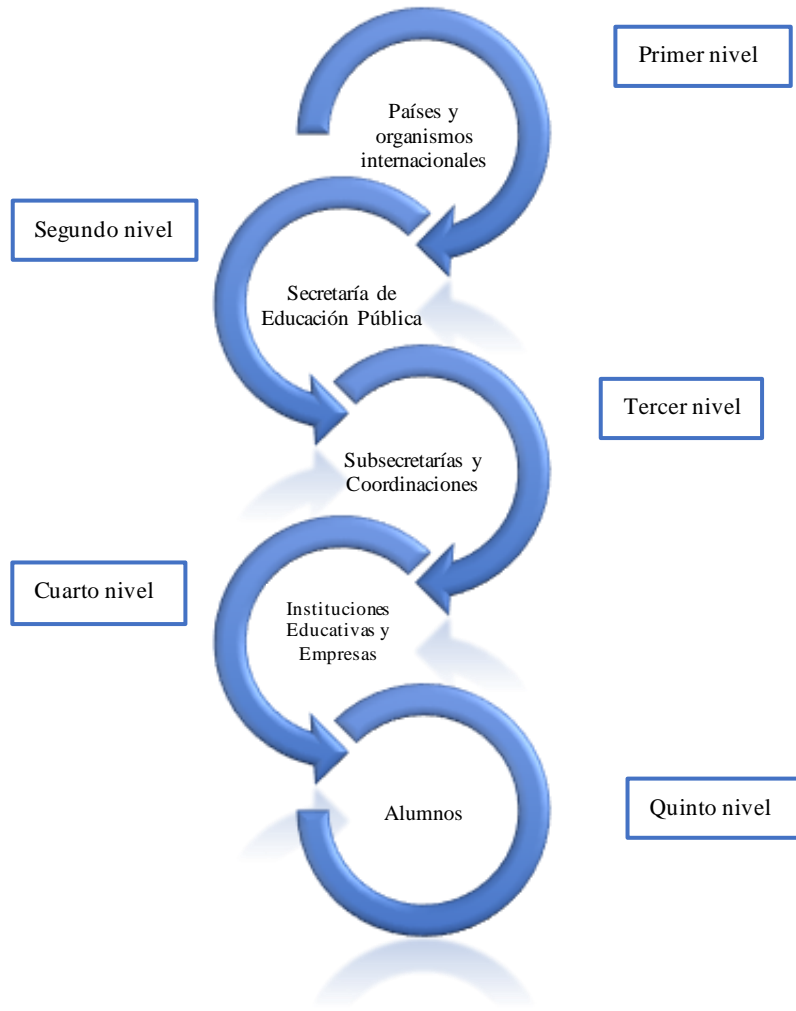 Primer nivel
Países y
organismos
internacionales
Segundo nivel
Secretaría de
Educación Pública
Tercer nivel
Subsecretarías y
Coordinaciones
Cuarto nivel
Instituciones
Educativas y
Empresas
Quinto nivel
Alumnos